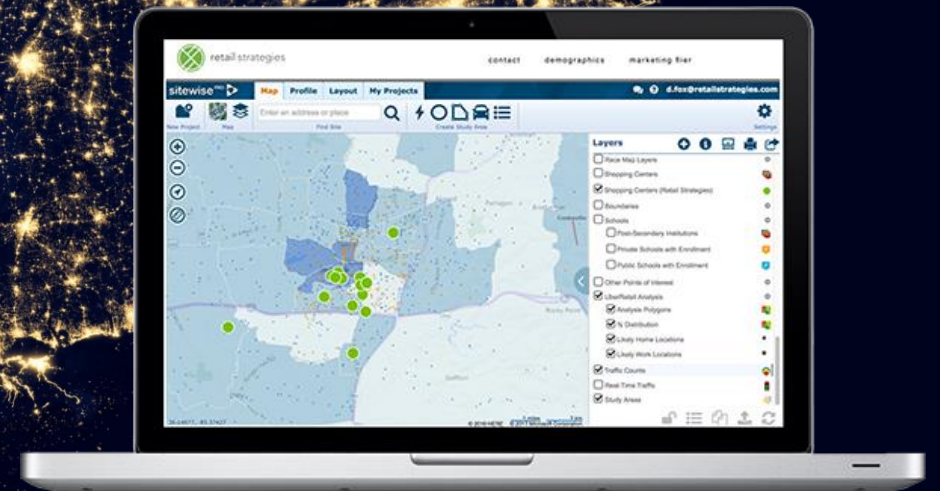 retail strategies
contact demographics marketing flier
sitewise PRO Map Profile Layout My Projects d.fox@retailstrategies.com
Enter an address or place
New Project Map Find Site Create Study Area Settings
Layers
Race Map Layers
Shopping Centers
Shopping Centers (Retail Strategies)
Boundaries
Schools
Post-Secondary Institutions
Private Schools with Enrollment
Public Schools with Enrollment
Other Points of Interest
UberRetail Analysis
Analysis Polygons
% Distribution
Likely Home Locations
Likely Work Locations
Traffic Counts
Real-Time Traffic
Study Areas